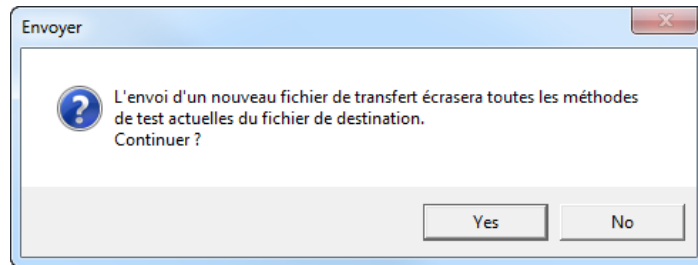 Envoyer
L'envoi d'un nouveau fichier de transfert écrasera toutes les méthodes
de test actuelles du fichier de destination.
Continuer ?
Yes
No